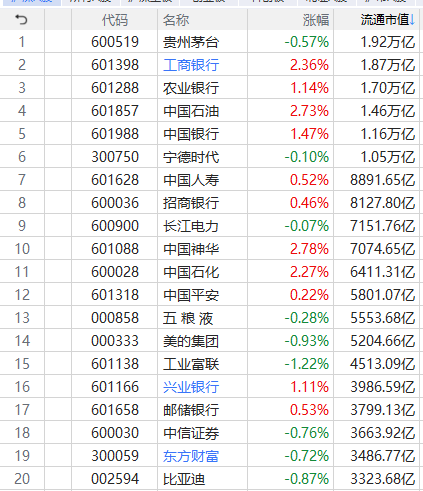 代码 名称 涨幅 流通市值↓
1 600519 贵州茅台 -0.57% 1.92万亿
2 601398 工商银行 2.36% 1.87万亿
3 601288 农业银行 1.14% 1.70万亿
4 601857 中国石油 2.73% 1.46万亿
5 601988 中国银行 1.47% 1.16万亿
6 300750 宁德时代 -0.10% 1.05万亿
7 601628 中国人寿 0.52% 8891.65亿
8 600036 招商银行 0.46% 8127.80亿
9 600900 长江电力 -0.07% 7151.76亿
10 601088 中国神华 2.78% 7074.65亿
11 600028 中国石化 2.27% 6411.31亿
12 601318 中国平安 0.22% 5801.07亿
13 000858 五 粮 液 -0.28% 5553.68亿
14 000333 美的集团 -0.93% 5204.66亿
15 601138 工业富联 -1.22% 4513.09亿
16 601166 兴业银行 1.11% 3986.59亿
17 601658 邮储银行 0.53% 3799.13亿
18 600030 中信证券 -0.76% 3663.92亿
19 300059 东方财富 -0.72% 3486.77亿
20 002594 比亚迪 -0.87% 3323.68亿